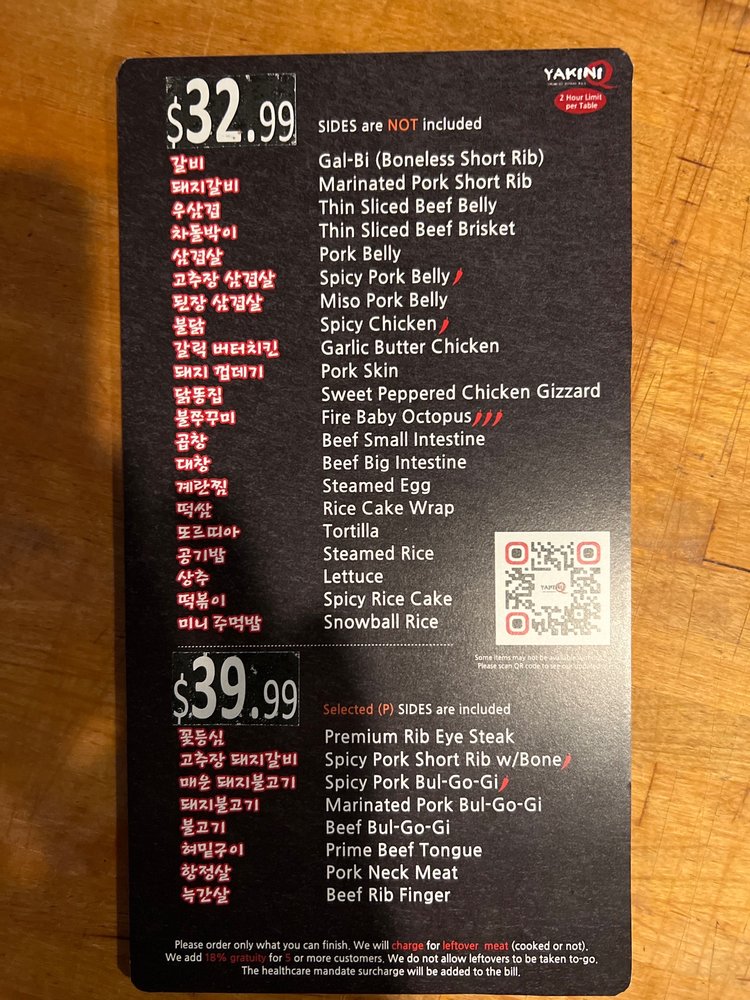 YAKINIQ
2 Hour Limit
per Table
$32.99
SIDES are NOT included
갈비 Gal-Bi (Boneless Short Rib)
돼지갈비 Marinated Pork Short Rib
우삼겹 Thin Sliced Beef Belly
차돌박이 Thin Sliced Beef Brisket
삼겹살 Pork Belly
고추장 삼겹살 Spicy Pork Belly
된장 삼겹살 Miso Pork Belly
불닭 Spicy Chicken
갈릭 버터치킨 Garlic Butter Chicken
돼지 껍데기 Pork Skin
닭똥집 Sweet Peppered Chicken Gizzard
불쭈꾸미 Fire Baby Octopus
곱창 Beef Small Intestine
대창 Beef Big Intestine
계란찜 Steamed Egg
떡쌈 Rice Cake Wrap
또르띠아 Tortilla
공기밥 Steamed Rice
상추 Lettuce
떡볶이 Spicy Rice Cake
미니 주먹밥 Snowball Rice
Some items may not be available
Please scan QR code to see our
$39.99
Selected (P) SIDES are included
꽃등심 Premium Rib Eye Steak
고추장 돼지갈비 Spicy Pork Short Rib w/Bone
매운 돼지불고기 Spicy Pork Bul-Go-Gi
돼지불고기 Marinated Pork Bul-Go-Gi
불고기 Beef Bul-Go-Gi
혀밑구이 Prime Beef Tongue
항정살 Pork Neck Meat
늑간살 Beef Rib Finger
Please order only what you can finish. We will charge for leftover meat (cooked or not).
We add 18% gratuity for 5 or more customers. We do not allow leftovers to be taken to-go.
The healthcare mandate surcharge will be added to the bill.